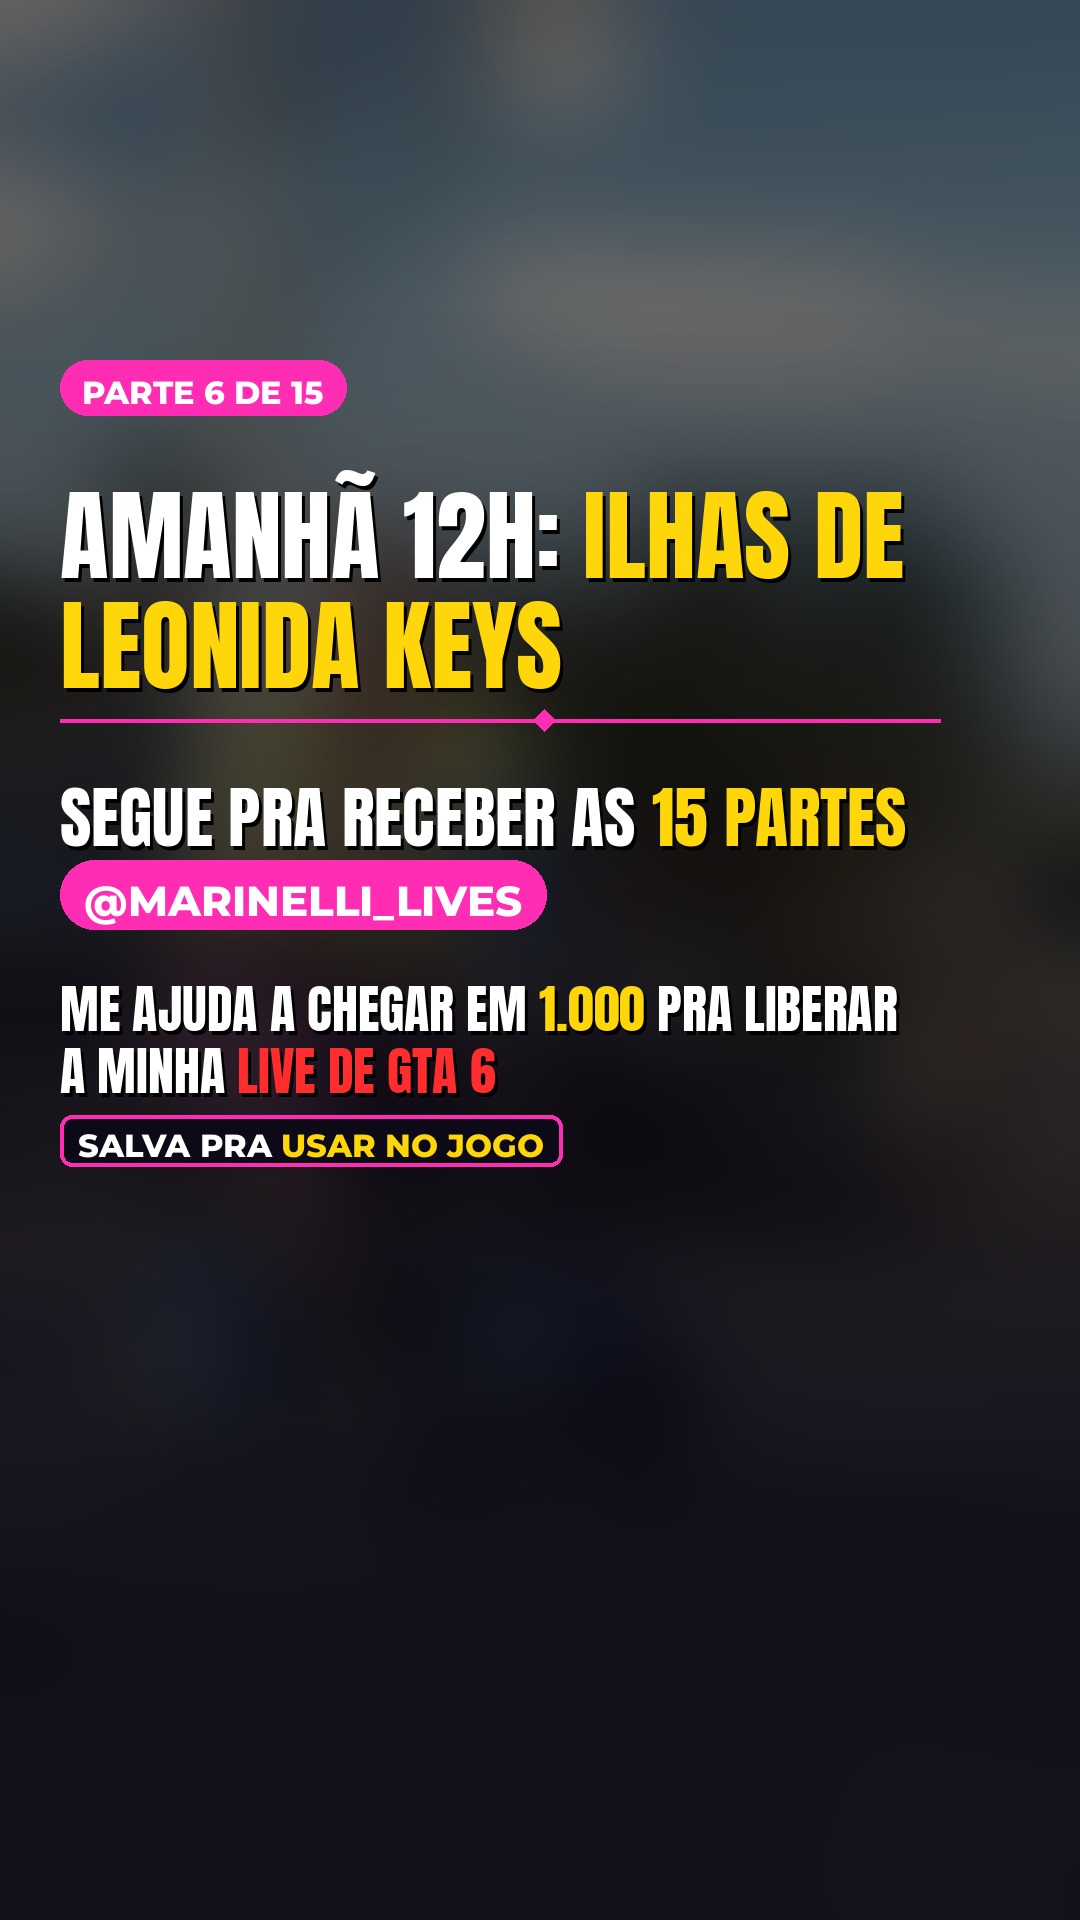 PARTE 6 DE 15
AMANHÃ 12H: ILHAS DE
LEONIDA KEYS
SEGUE PRA RECEBER AS 15 PARTES
@MARINELLI_LIVES
ME AJUDA A CHEGAR EM 1.000 PRA LIBERAR
A MINHA LIVE DE GTA 6
SALVA PRA USAR NO JOGO